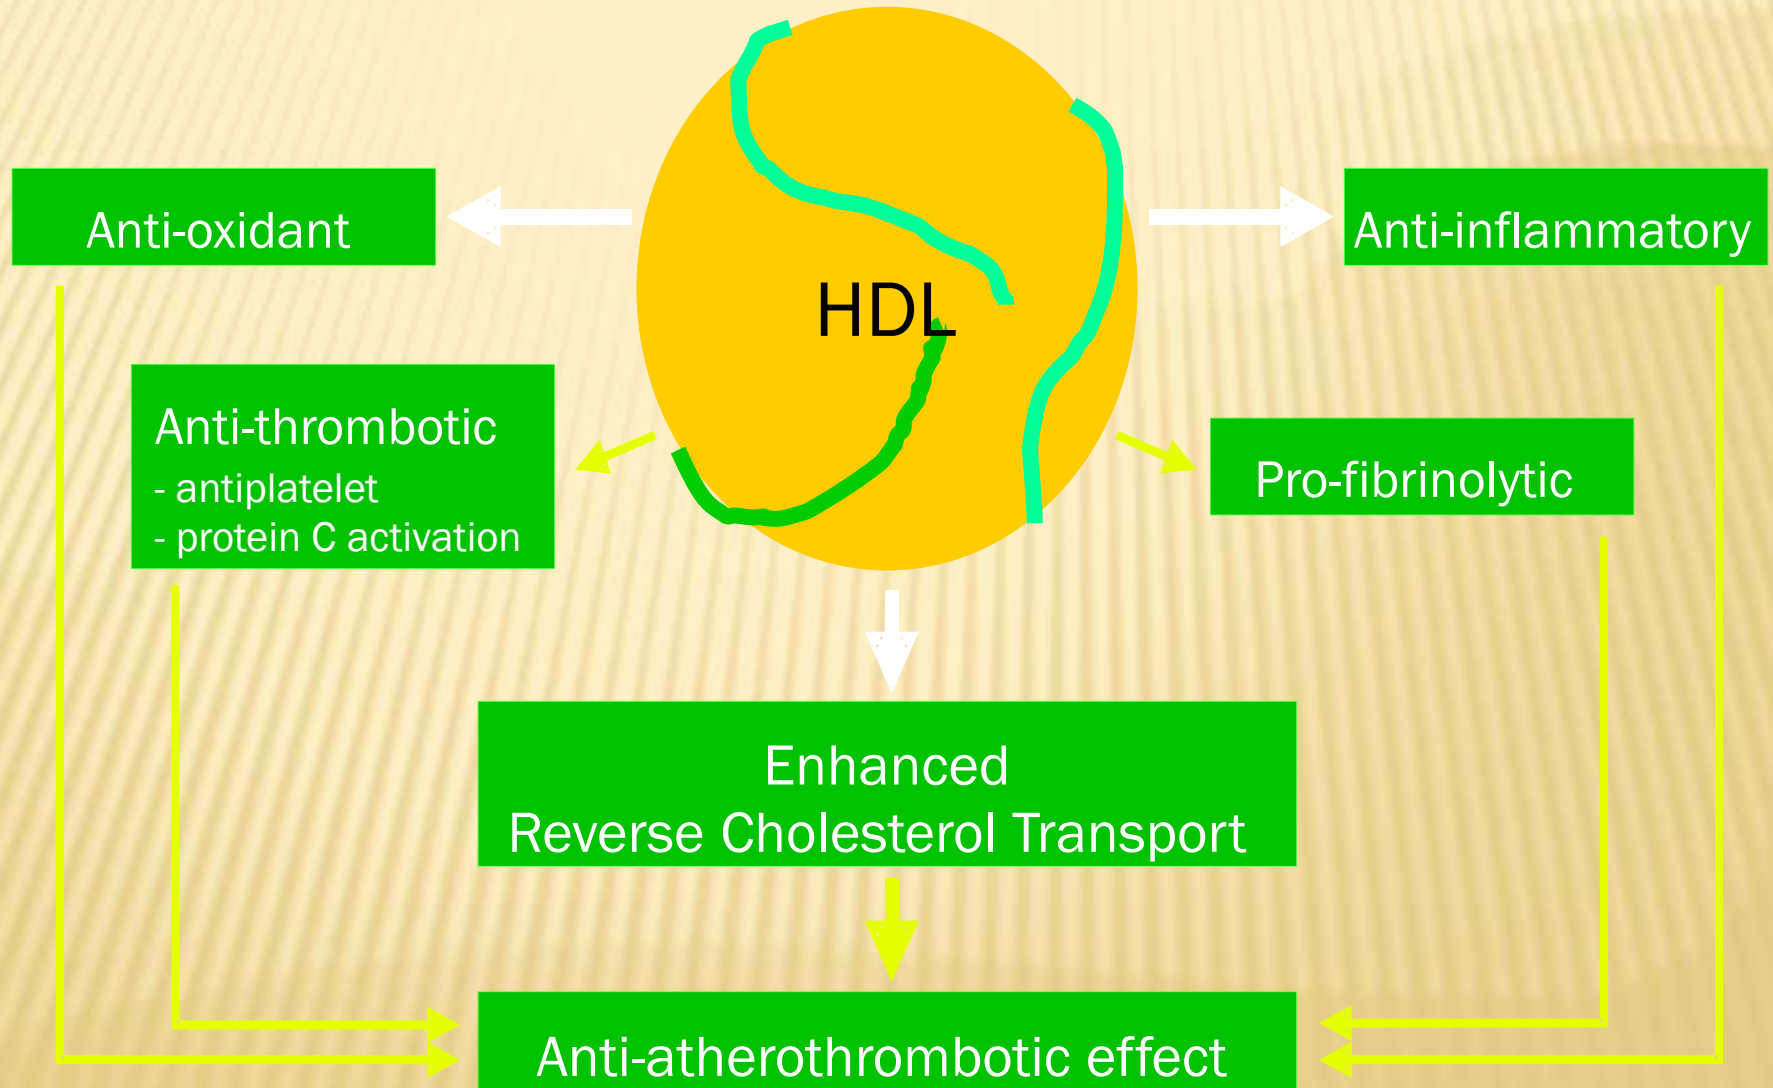 HDL
Anti-oxidant
Anti-inflammatory
Anti-thrombotic
- antiplatelet
- protein C activation
Pro-fibrinolytic
Enhanced
Reverse Cholesterol Transport
Anti-atherothrombotic effect